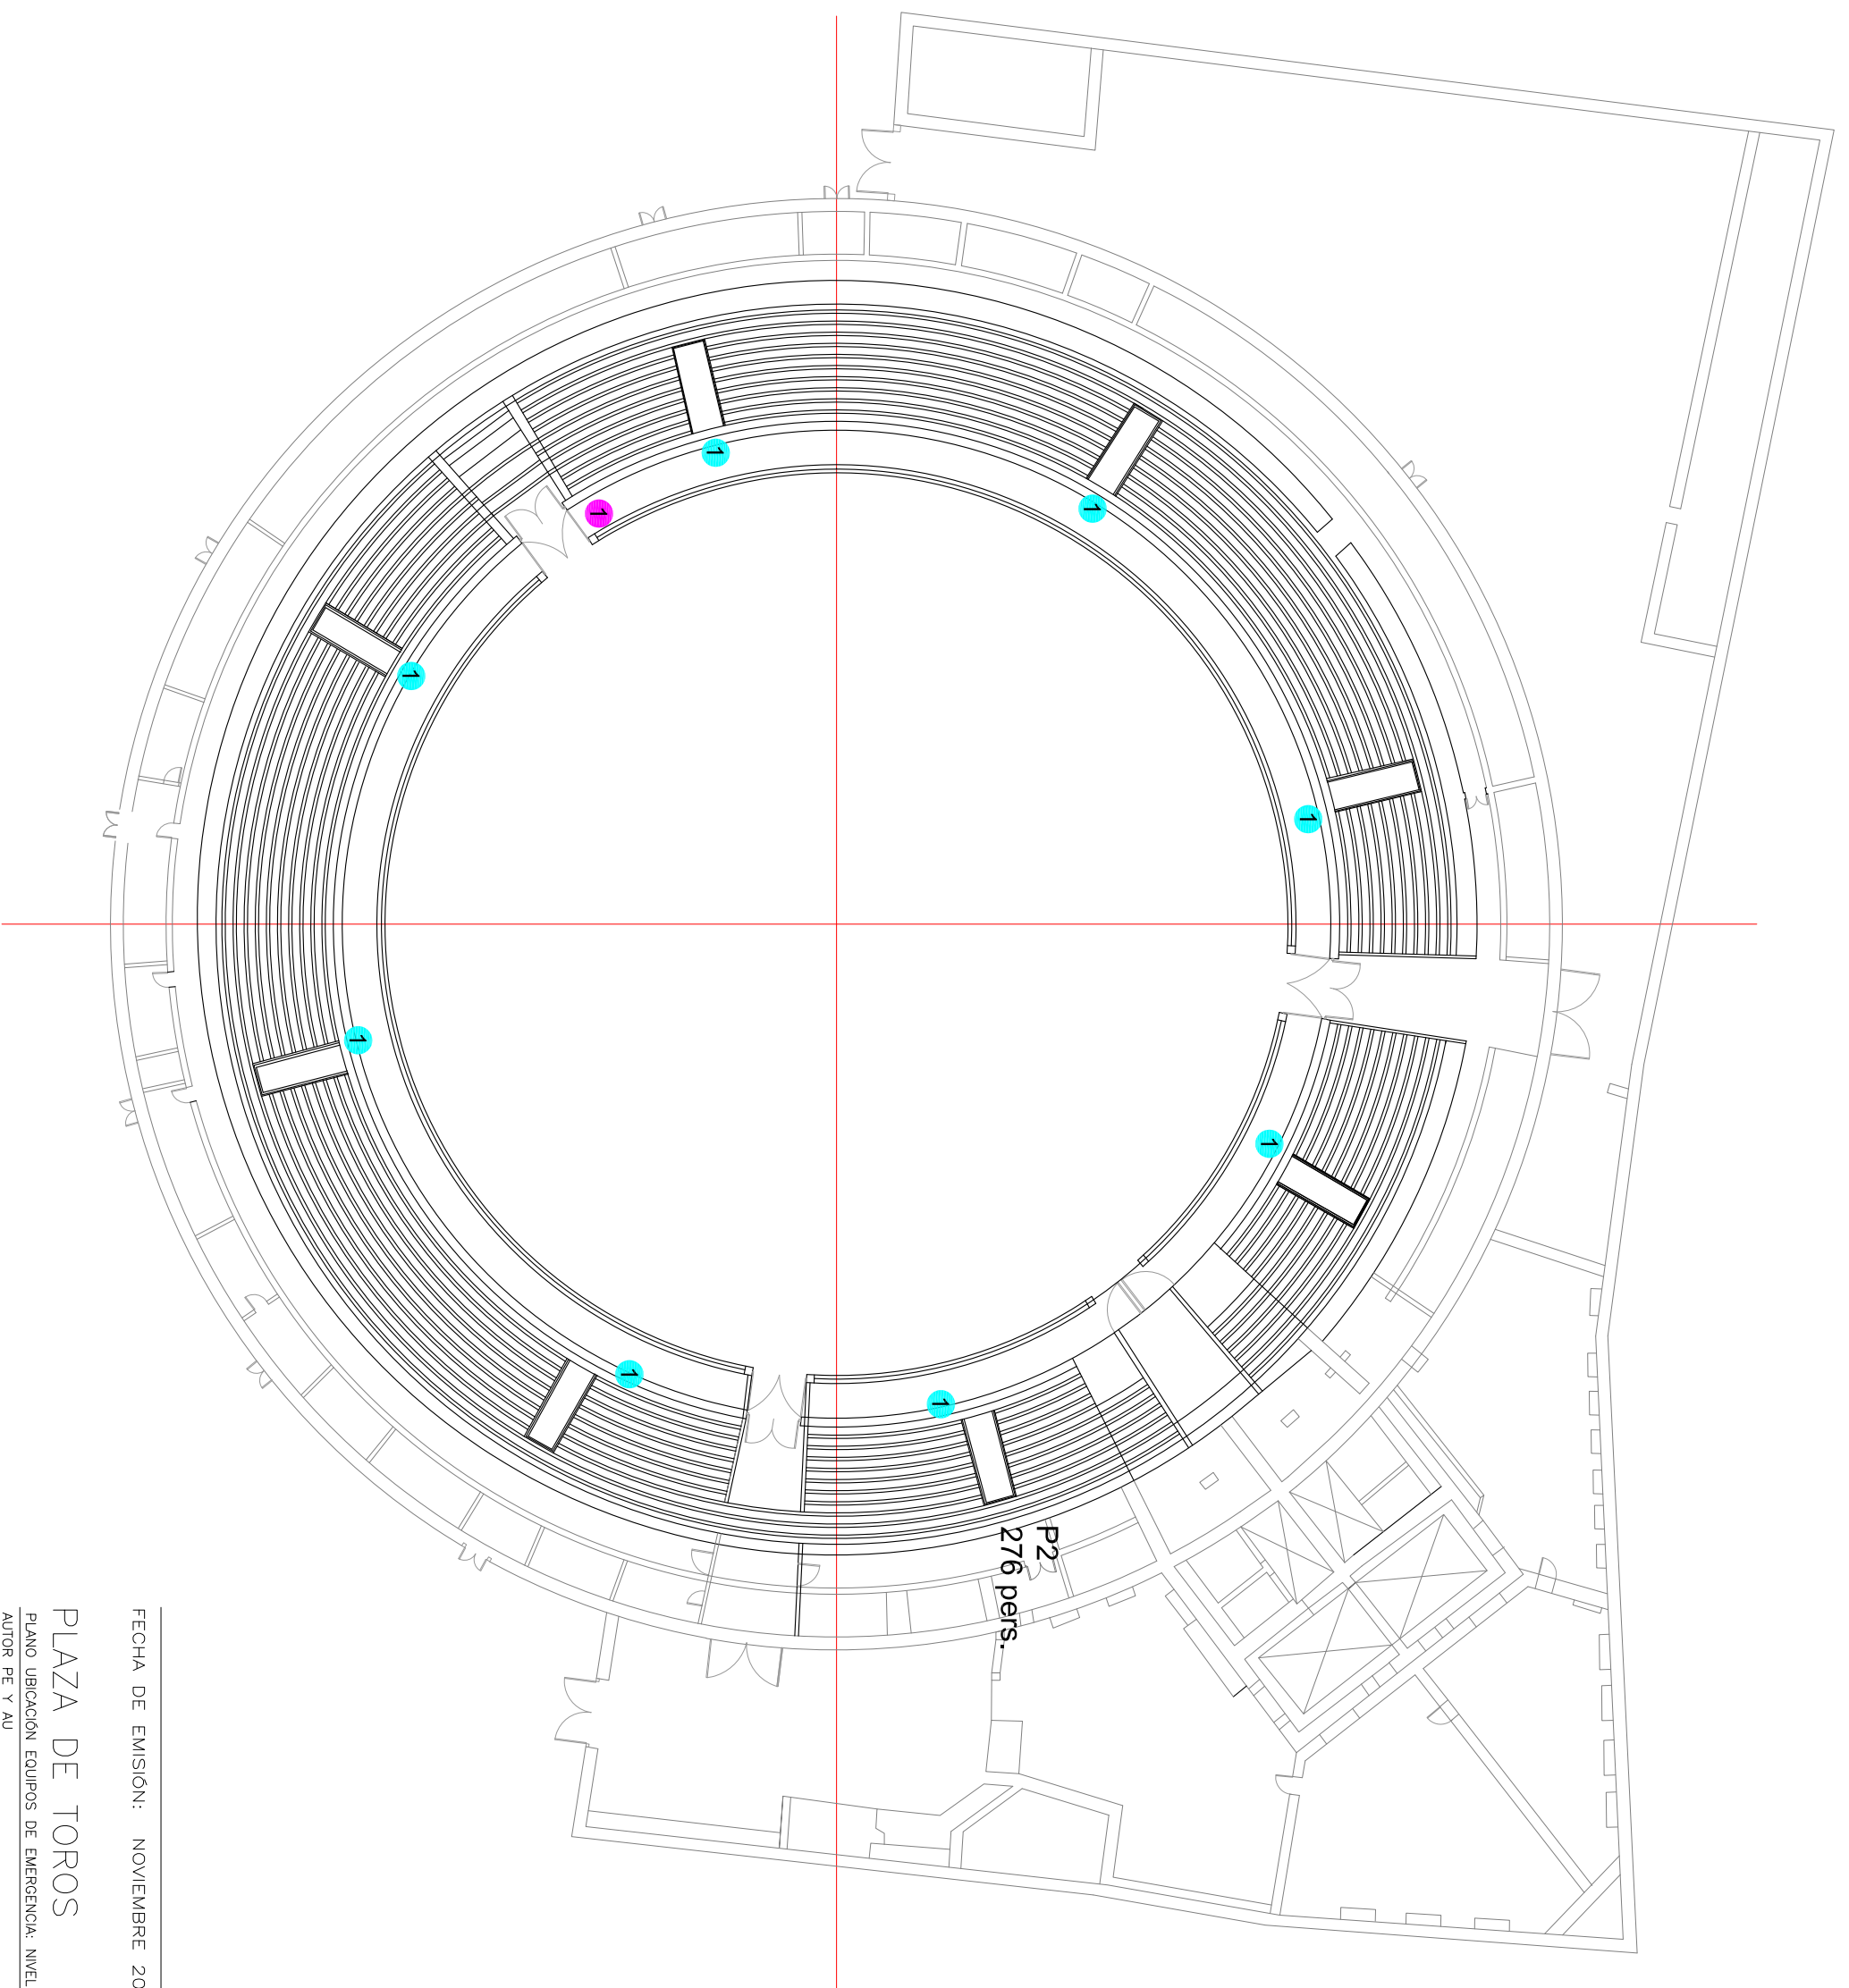 1
1
1
1
1
1
1
1
1
P2
276 pers.
FECHA DE EMISIÓN: NOVIEMBRE 20
PLAZA DE TOROS
PLANO UBICACIÓN EQUIPOS DE EMERGENCIA: NIVEL
AUTOR PE Y AU